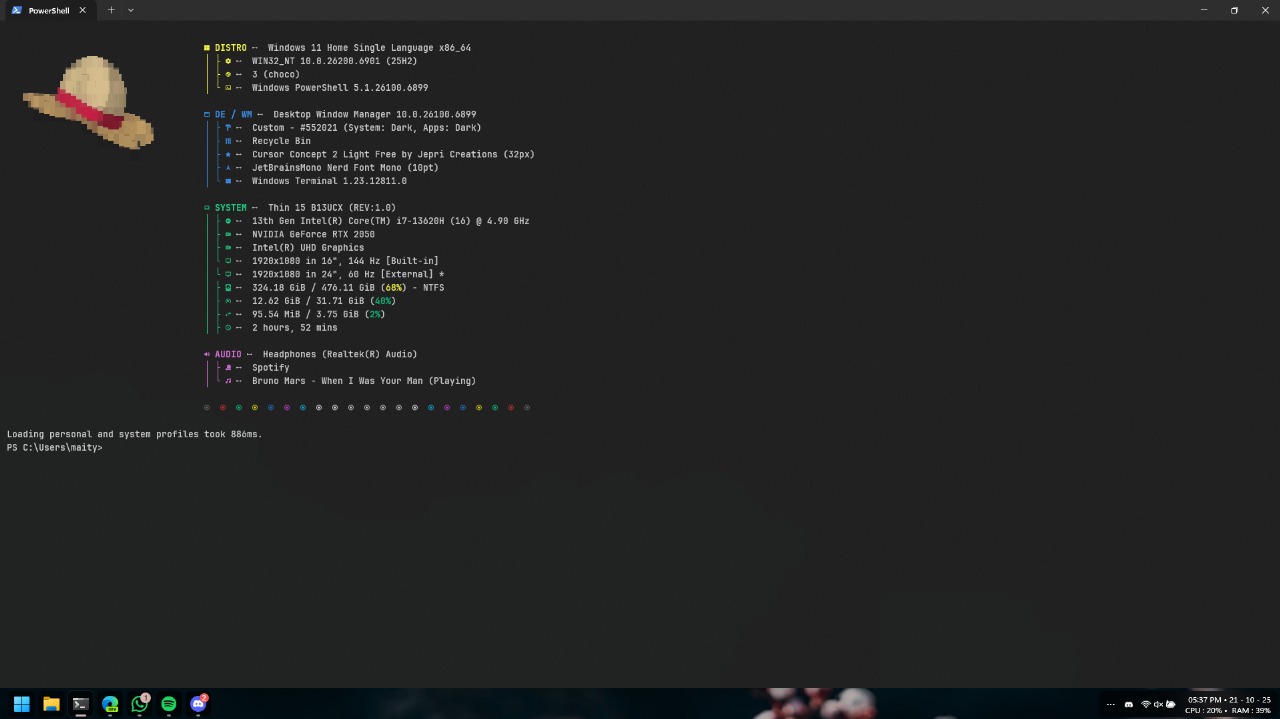 PowerShell
DISTRO Windows 11 Home Single Language x86_64
WIN32_NT 10.0.26200.6901 (25H2)
3 (choco)
Windows PowerShell 5.1.26100.6899
DE / WM Desktop Window Manager 10.0.26100.6899
Custom - #552021 (System: Dark, Apps: Dark)
Recycle Bin
Cursor Concept 2 Light Free by Jepri Creations (32px)
JetBrainsMono Nerd Font Mono (10pt)
Windows Terminal 1.23.12811.0
SYSTEM Thin 15 B13UCX (REV:1.0)
13th Gen Intel(R) Core(TM) i7-13620H (16) @ 4.90 GHz
NVIDIA GeForce RTX 2050
Intel(R) UHD Graphics
1920x1080 in 16", 144 Hz [Built-in]
1920x1080 in 24", 60 Hz [External] *
324.18 GiB / 476.11 GiB (68%) - NTFS
12.62 GiB / 31.71 GiB (40%)
95.54 MiB / 3.75 GiB (2%)
2 hours, 52 mins
AUDIO Headphones (Realtek(R) Audio)
Spotify
Bruno Mars - When I Was Your Man (Playing)
Loading personal and system profiles took 886ms.
PS C:\Users\maity>
1
2
05:37 PM • 21 - 10 - 25
CPU : 20% • RAM : 39%